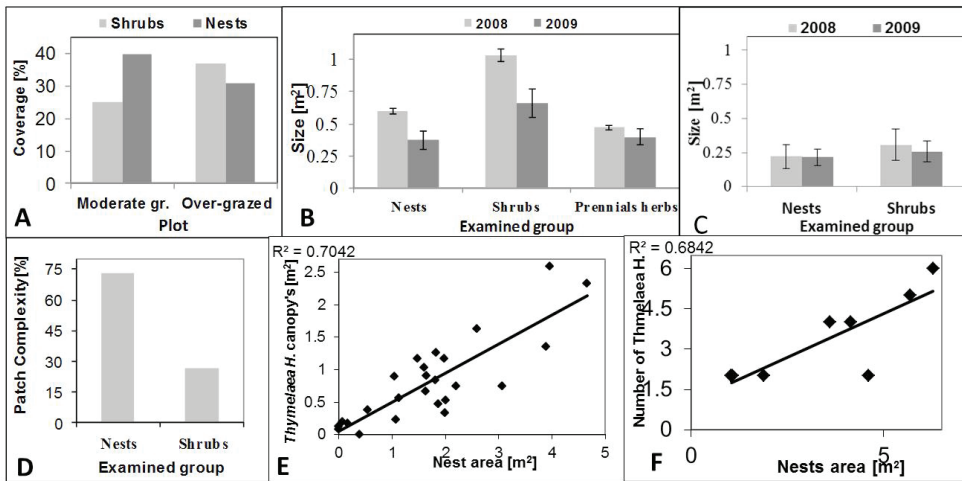 Shrubs Nests
Coverage [%]
40
30
20
10
0
Moderate gr. Over-grazed
Plot
A
2008 2009
Size [m²]
1
0.75
0.5
0.25
0
Nests Shrubs Prennials herbs
Examined group
B
2008 2009
Size [m²]
1
0.75
0.5
0.25
0
Nests Shrubs
Examined group
C
Patch Complexity[%]
75
60
45
30
15
0
Nests Shrubs
Examined group
D
R² = 0.7042
Thymelaea H. canopy's [m²]
2.5
2
1.5
1
0.5
0
0 1 2 3 4 5
Nest area [m²]
E
R² = 0.6842
Number of Thmelaea H.
6
4.5
3
1.5
0
5
Nests area [m²]
F